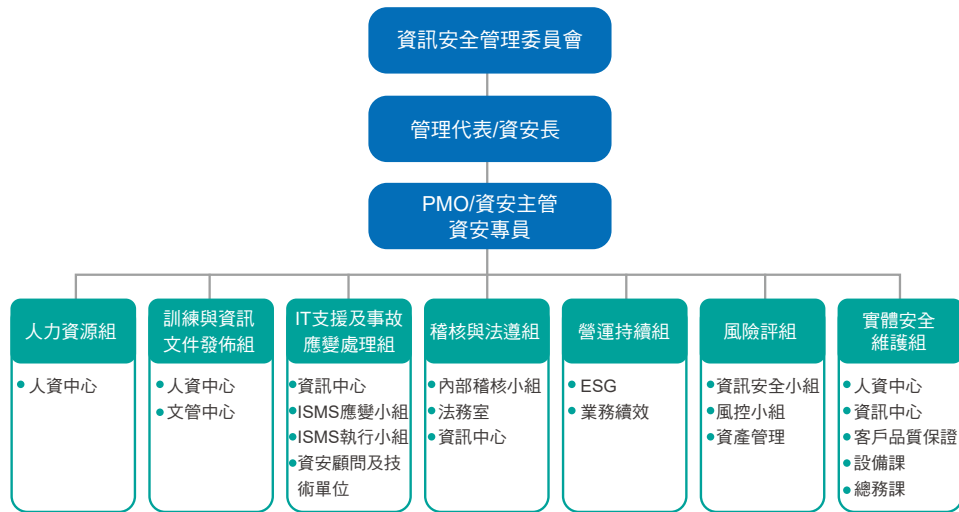 資訊安全管理委員會
管理代表/資安長
PMO/資安主管
資安專員
人力資源組
• 人資中心
訓練與資訊
文件發佈組
• 人資中心
• 文管中心
IT支援及事故
應變處理組
• 資訊中心
• ISMS應變小組
• ISMS執行小組
• 資安顧問及技
術單位
稽核與法遵組
• 內部稽核小組
• 法務室
• 資訊中心
營運持續組
• ESG
• 業務績效
風險評組
• 資訊安全小組
• 風控小組
• 資產管理
實體安全
維護組
• 人資中心
• 資訊中心
• 客戶品質保證
• 設備課
• 總務課